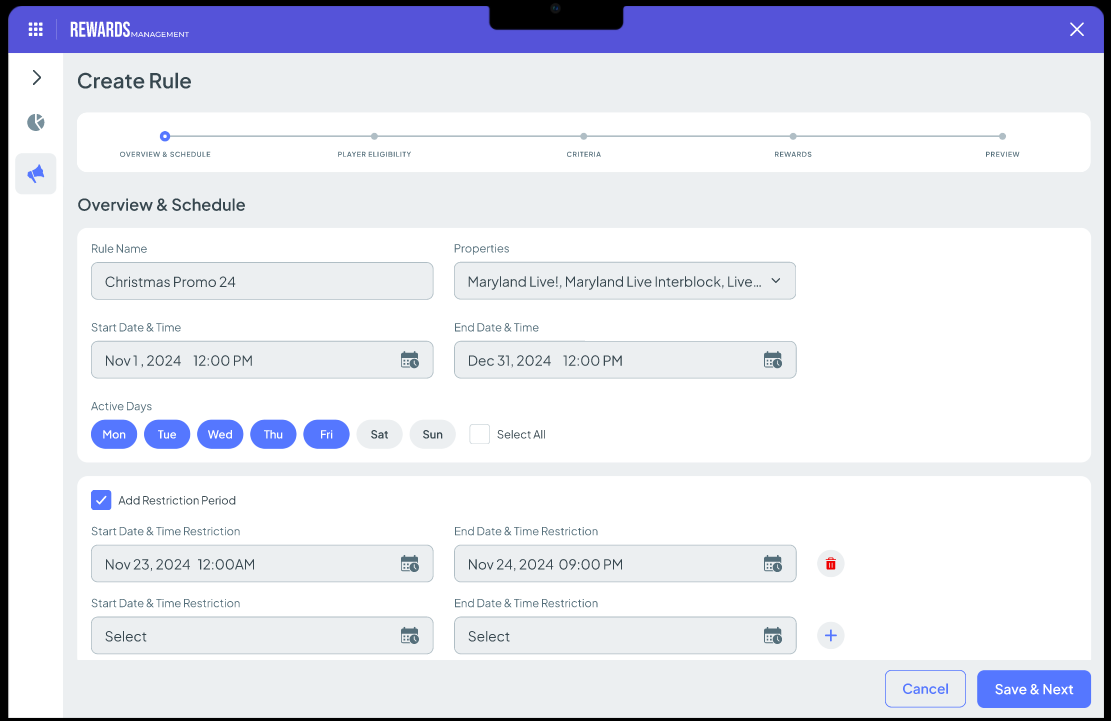 REWARDS MANAGEMENT
Create Rule
OVERVIEW & SCHEDULE PLAYER ELIGIBILITY CRITERIA REWARDS PREVIEW
Overview & Schedule
Rule Name Properties
Christmas Promo 24 Maryland Live!, Maryland Live Interblock, Live...
Start Date & Time End Date & Time
Nov 1 , 2024 12:00 PM Dec 31, 2024 12:00 PM
Active Days
Mon Tue Wed Thu Fri Sat Sun Select All
Add Restriction Period
Start Date & Time Restriction End Date & Time Restriction
Nov 23, 2024 12:00AM Nov 24, 2024 09:00 PM
Start Date & Time Restriction End Date & Time Restriction
Select Select
Cancel Save & Next